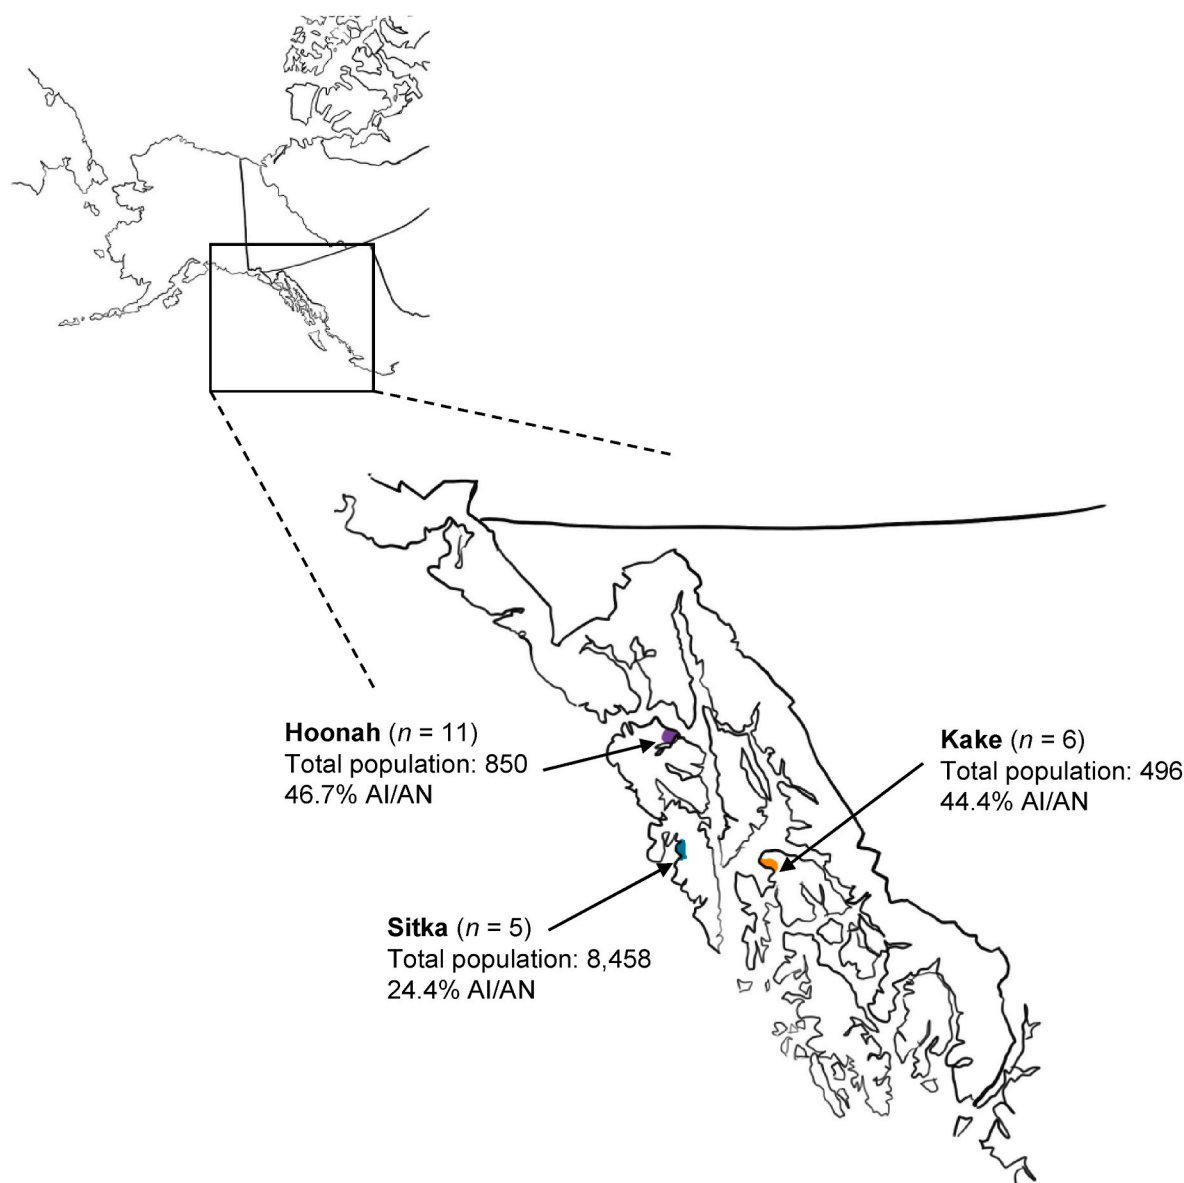 Hoonah (n = 11)
Total population: 850
46.7% AI/AN
Kake (n = 6)
Total population: 496
44.4% AI/AN
Sitka (n = 5)
Total population: 8,458
24.4% AI/AN